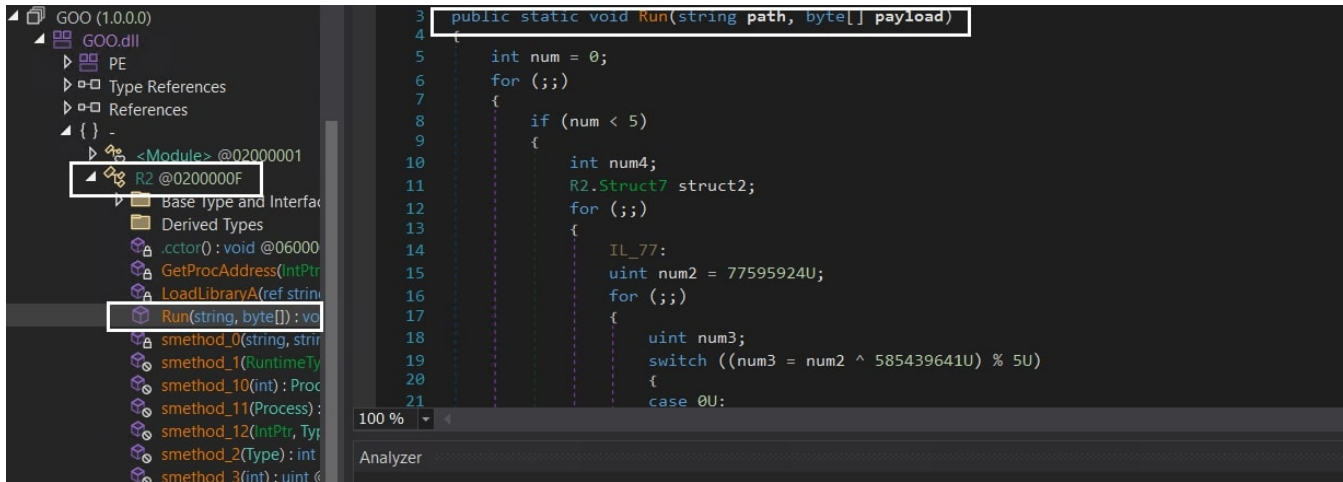 GOO (1.0.0.0)
GOO.dll
PE
Type References
References
{ } -
<Module> @02000001
R2 @0200000F
Base Type and Interfac
Derived Types
.cctor() : void @06000
GetProcAddress(IntPtr
LoadLibraryA(ref strin
Run(string, byte[]) : vo
smethod_0(string, strin
smethod_1(RuntimeTy
smethod_10(int) : Proc
smethod_11(Process) :
smethod_12(IntPtr, Typ
smethod_2(Type) : int
smethod_3(int) : uint @
3 public static void Run(string path, byte[] payload)
4 {
5 int num = 0;
6 for (;;)
7 {
8 if (num < 5)
9 {
10 int num4;
11 R2.Struct7 struct2;
12 for (;;)
13 {
14 IL_77:
15 uint num2 = 77595924U;
16 for (;;)
17 {
18 uint num3;
19 switch ((num3 = num2 ^ 585439641U) % 5U)
20 {
21 case 0U:
100 %
Analyzer